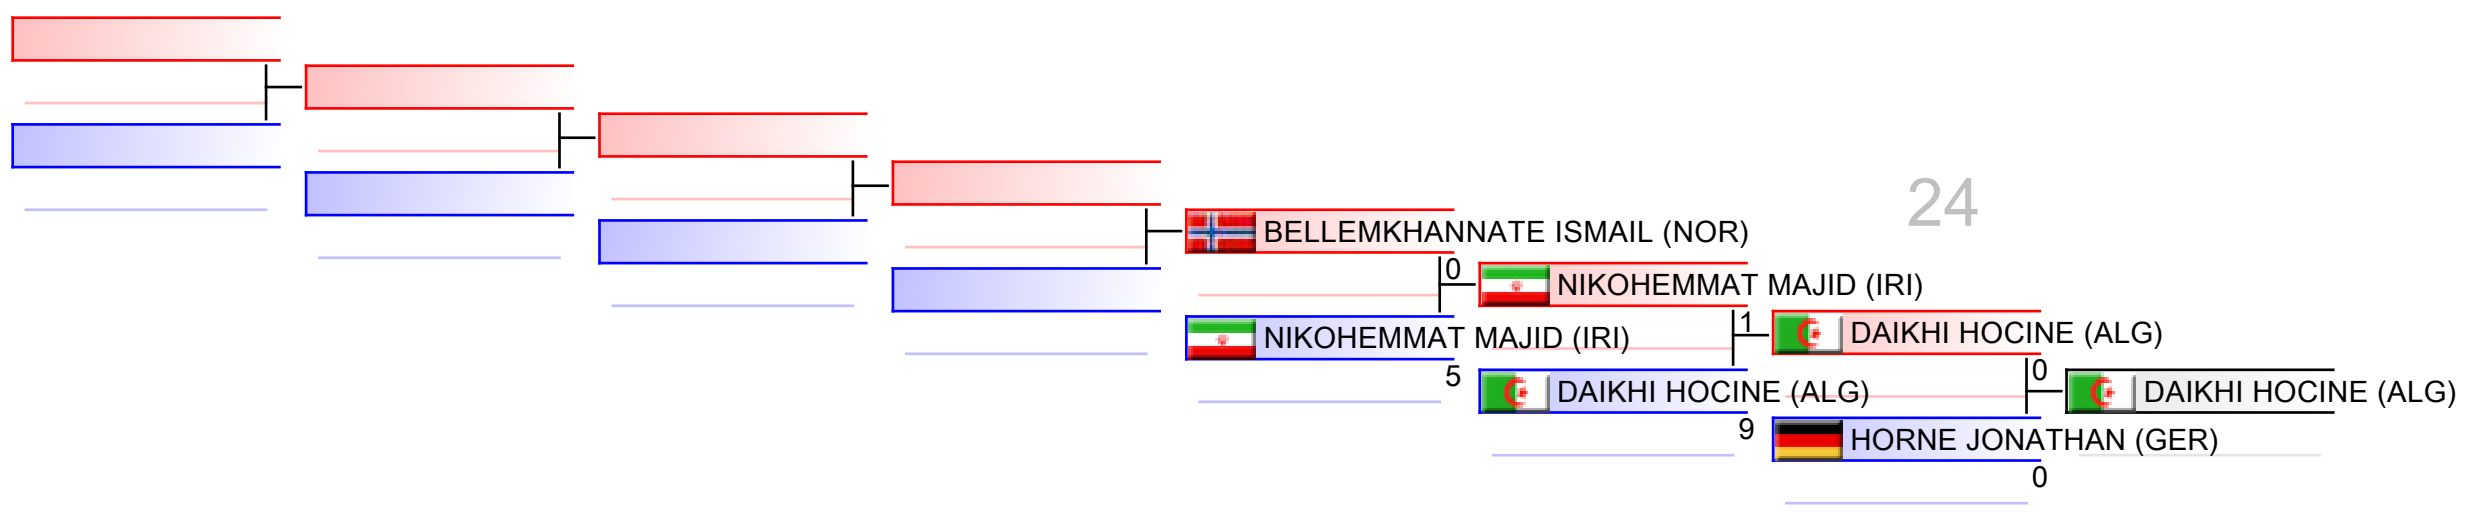 24
BELLEMKHANNATE ISMAIL (NOR)
0
NIKOHEMMAT MAJID (IRI)
NIKOHEMMAT MAJID (IRI)
5
1
DAIKHI HOCINE (ALG)
DAIKHI HOCINE (ALG)
9
0
DAIKHI HOCINE (ALG)
HORNE JONATHAN (GER)
0